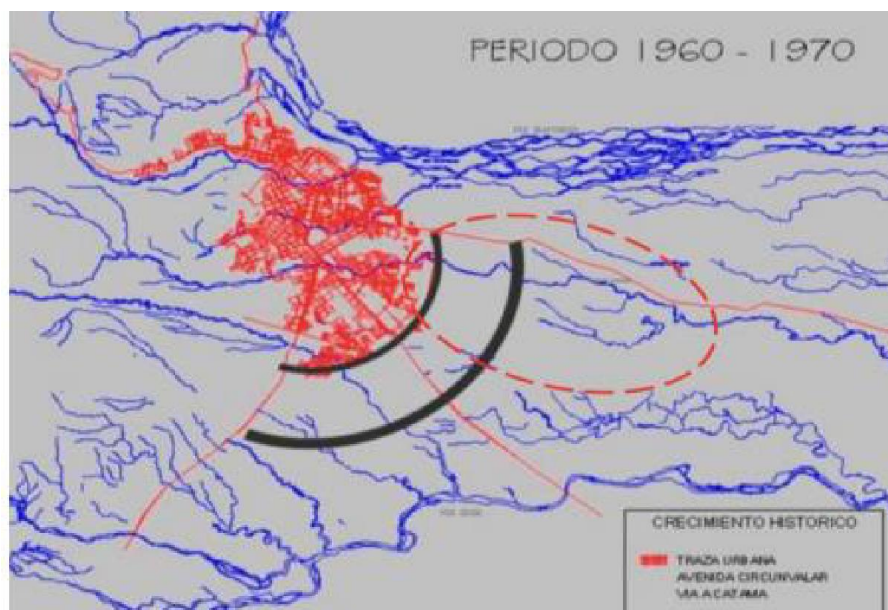 PERIODO 1960 - 1970
CRECIMIENTO HISTORICO
TRAZA URBANA
AVENIDA CIRCUNVALAR
VIA A CATAMA